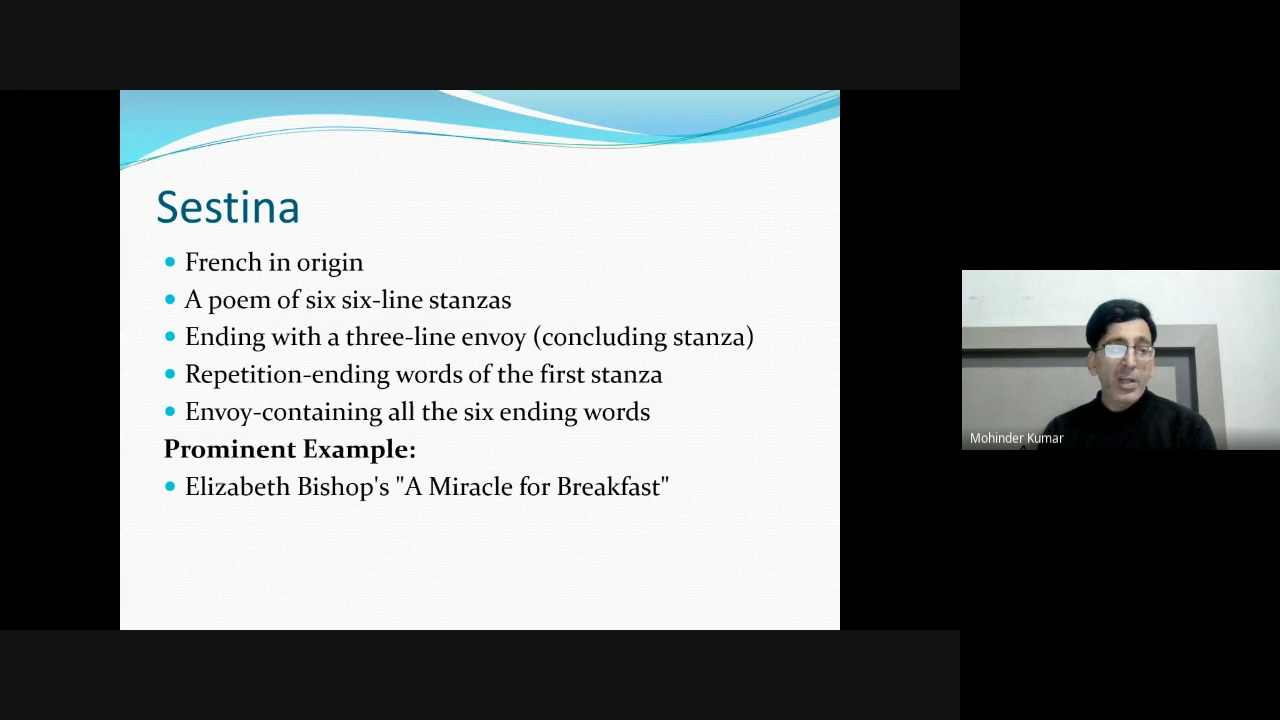 Sestina
French in origin
A poem of six six-line stanzas
Ending with a three-line envoy (concluding stanza)
Repetition-ending words of the first stanza
Envoy-containing all the six ending words
Prominent Example:
Elizabeth Bishop's "A Miracle for Breakfast"
Mohinder Kumar